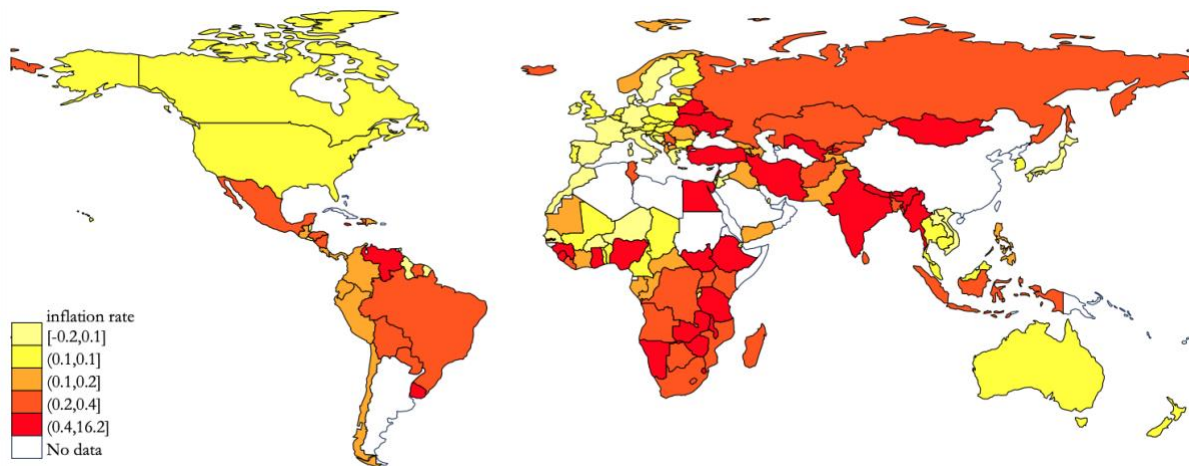 inflation rate
[-0.2,0.1]
(0.1,0.1]
(0.1,0.2]
(0.2,0.4]
(0.4,16.2]
No data